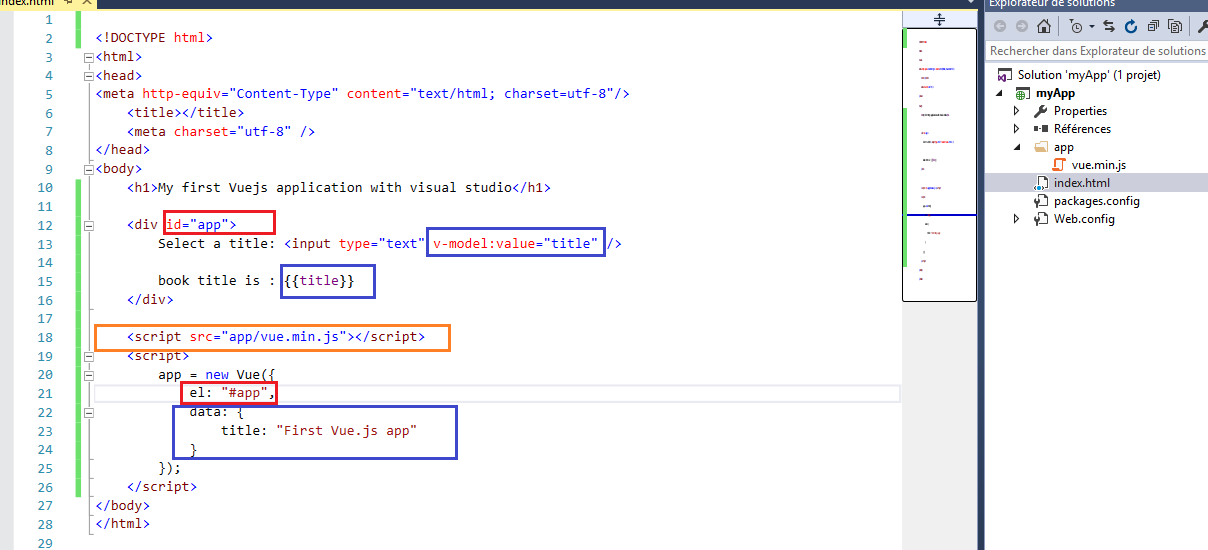 index.html
1
2 <!DOCTYPE html>
3 <html>
4 <head>
5 <meta http-equiv="Content-Type" content="text/html; charset=utf-8"/>
6 <title></title>
7 <meta charset="utf-8" />
8 </head>
9 <body>
10 <h1>My first Vuejs application with visual studio</h1>
11
12 <div id="app">
13 Select a title: <input type="text" v-model:value="title" />
14
15 book title is : {{title}}
16 </div>
17
18 <script src="app/vue.min.js"></script>
19 <script>
20 app = new Vue({
21 el: "#app",
22 data: {
23 title: "First Vue.js app"
24 }
25 });
26 </script>
27 </body>
28 </html>
29
Explorateur de solutions
Rechercher dans Explorateur de solutions
Solution 'myApp' (1 projet)
myApp
Properties
Références
app
vue.min.js
index.html
packages.config
Web.config